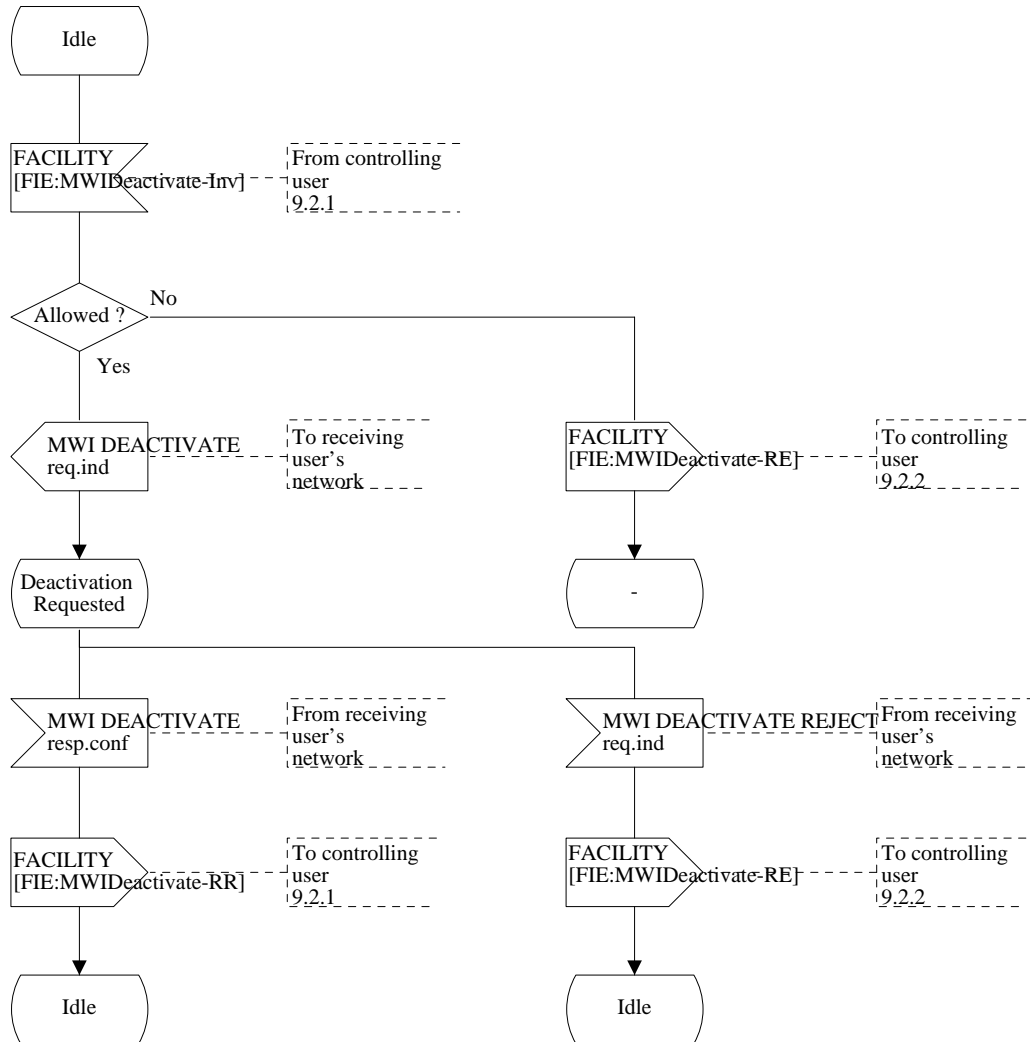 Idle
FACILITY
[FIE:MWIDeactivate-Inv]
From controlling
user
9.2.1
Allowed ?
No
Yes
MWI DEACTIVATE
req.ind
To receiving
user's
network
FACILITY
[FIE:MWIDeactivate-RE]
To controlling
user
9.2.2
Deactivation
Requested
-
MWI DEACTIVATE
resp.conf
From receiving
user's
network
MWI DEACTIVATE REJECT
req.ind
From receiving
user's
network
FACILITY
[FIE:MWIDeactivate-RR]
To controlling
user
9.2.1
FACILITY
[FIE:MWIDeactivate-RE]
To controlling
user
9.2.2
Idle
Idle